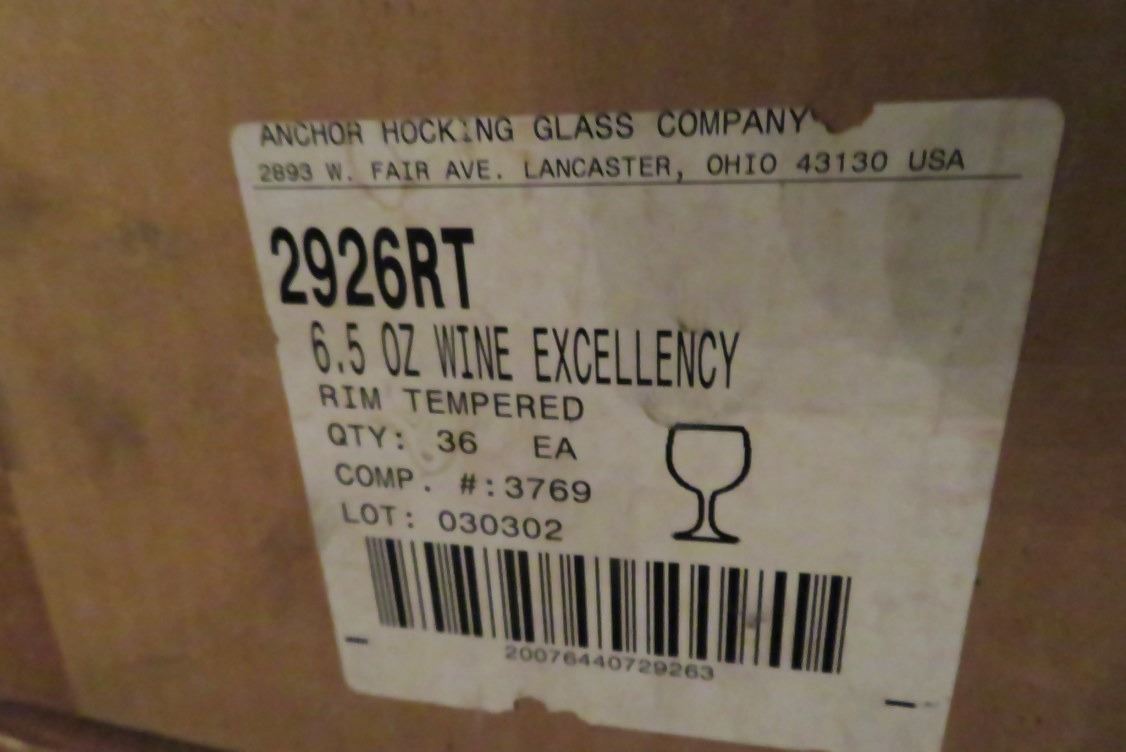 ANCHOR HOCKING GLASS COMPANY
2893 W. FAIR AVE. LANCASTER, OHIO 43130 USA
2926RT
6.5 OZ WINE EXCELLENCY
RIM TEMPERED
QTY: 36 EA
COMP. #:3769
LOT: 030302
20076440729263